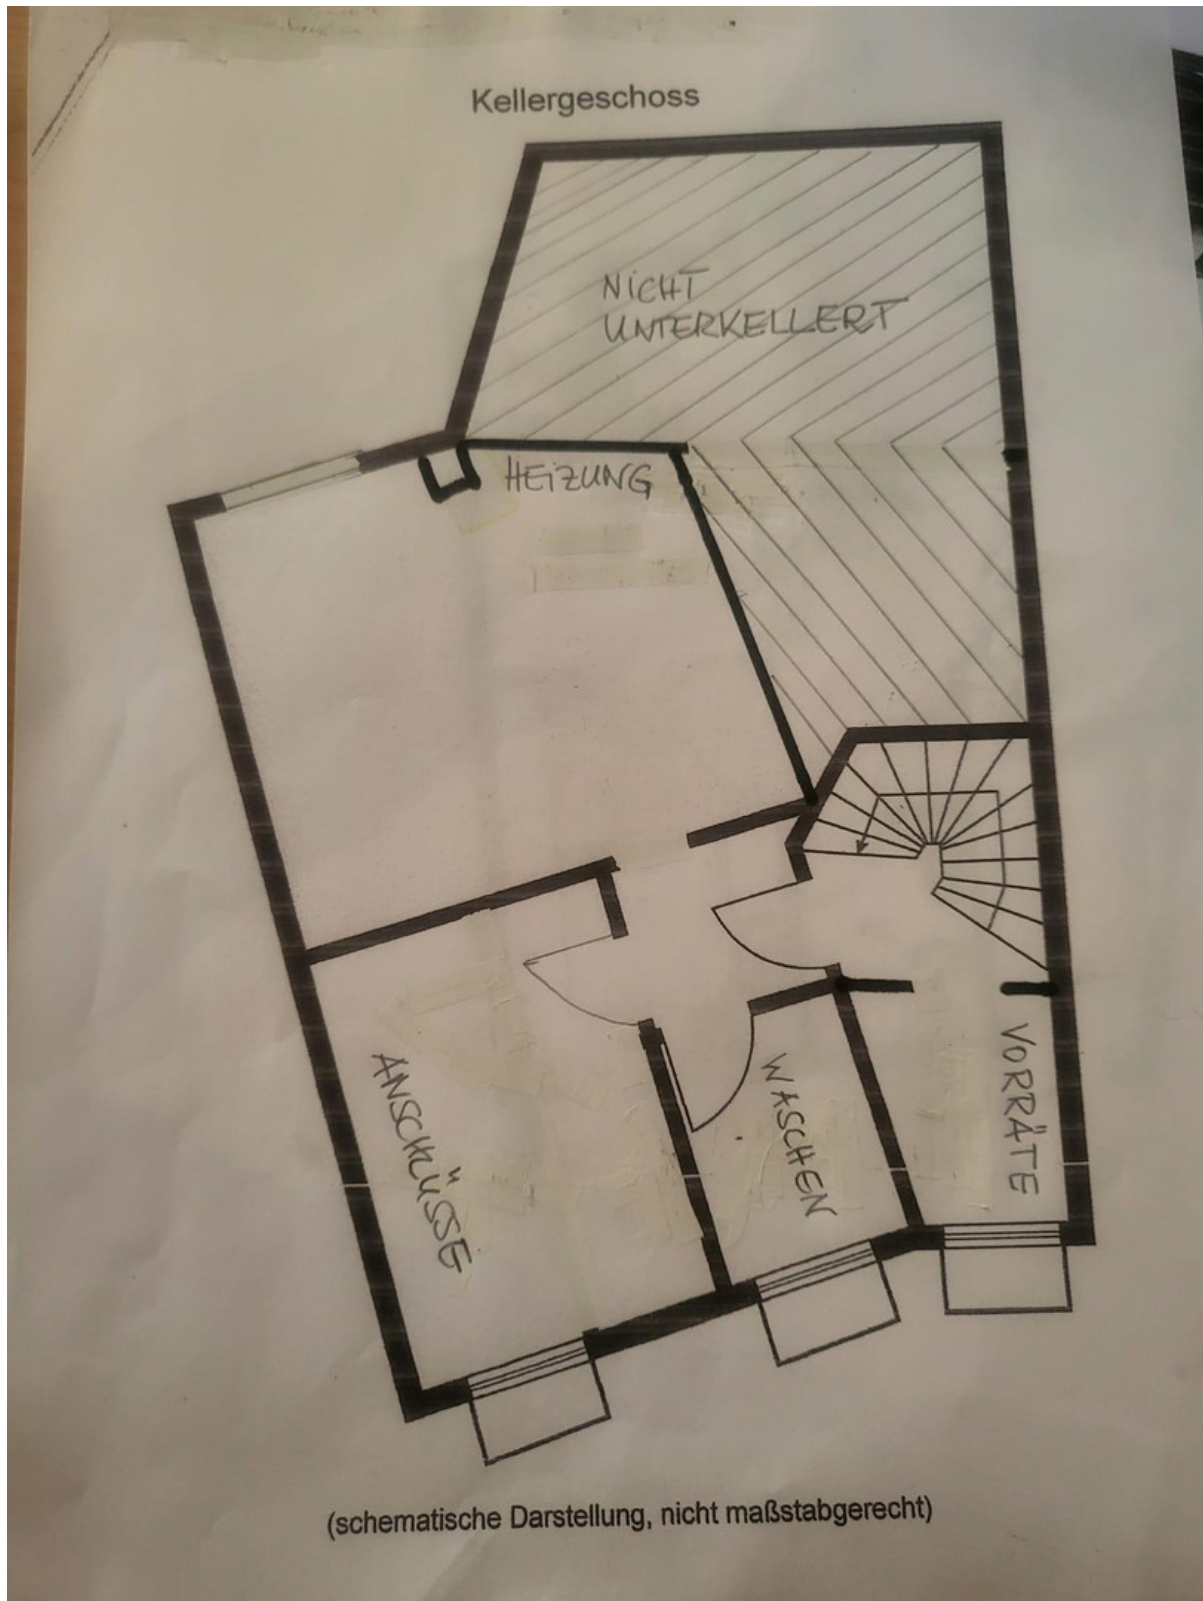 Kellergeschoss
NICHT
UNTERKELLERT
HEIZUNG
ANSCHLÜSSE
WASCHEN
VORRÄTE
(schematische Darstellung, nicht maßstabgerecht)